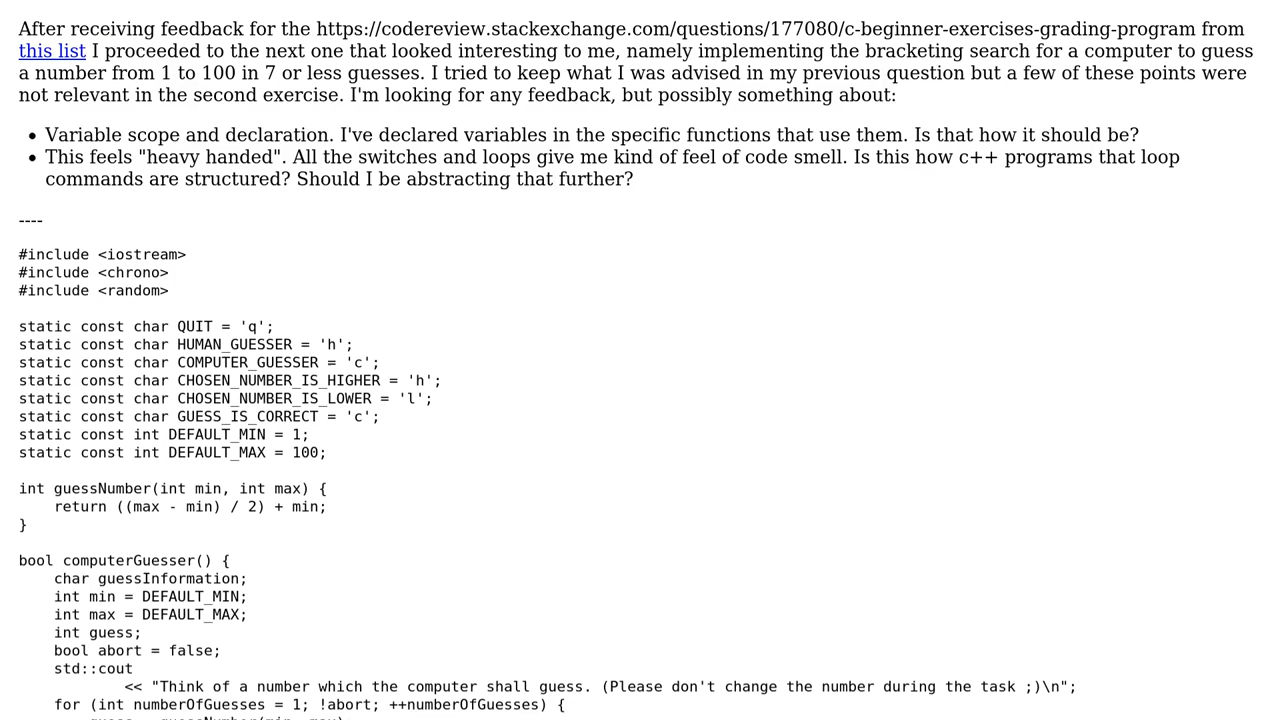 After receiving feedback for the https://codereview.stackexchange.com/questions/177080/c-beginner-exercises-grading-program from
this list I proceeded to the next one that looked interesting to me, namely implementing the bracketing search for a computer to guess
a number from 1 to 100 in 7 or less guesses. I tried to keep what I was advised in my previous question but a few of these points were
not relevant in the second exercise. I'm looking for any feedback, but possibly something about:
• Variable scope and declaration. I've declared variables in the specific functions that use them. Is that how it should be?
• This feels "heavy handed". All the switches and loops give me kind of feel of code smell. Is this how c++ programs that loop
commands are structured? Should I be abstracting that further?
----
#include <iostream>
#include <chrono>
#include <random>
static const char QUIT = 'q';
static const char HUMAN_GUESSER = 'h';
static const char COMPUTER_GUESSER = 'c';
static const char CHOSEN_NUMBER_IS_HIGHER = 'h';
static const char CHOSEN_NUMBER_IS_LOWER = 'l';
static const char GUESS_IS_CORRECT = 'c';
static const int DEFAULT_MIN = 1;
static const int DEFAULT_MAX = 100;
int guessNumber(int min, int max) {
    return ((max - min) / 2) + min;
}
bool computerGuesser() {
    char guessInformation;
    int min = DEFAULT_MIN;
    int max = DEFAULT_MAX;
    int guess;
    bool abort = false;
    std::cout
            << "Think of a number which the computer shall guess. (Please don't change the number during the task ;)\n";
    for (int numberOfGuesses = 1; !abort; ++numberOfGuesses) {